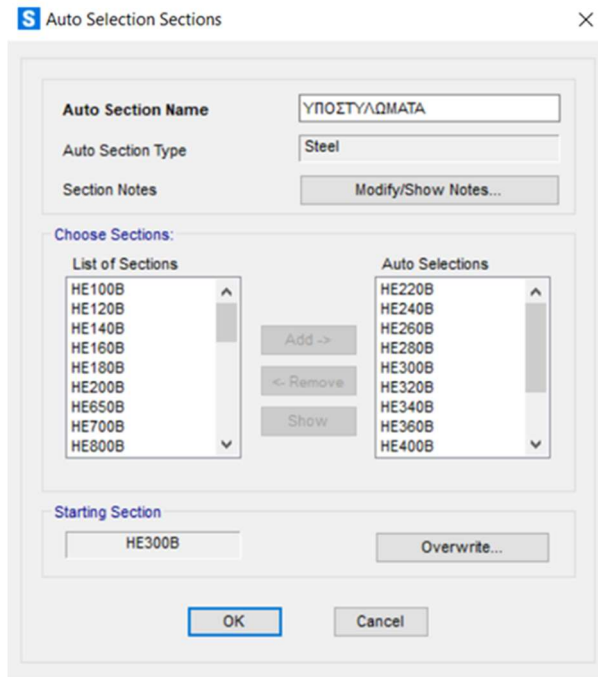 S Auto Selection Sections
Auto Section Name ΥΠΟΣΤΥΛΩΜΑΤΑ
Auto Section Type Steel
Section Notes Modify/Show Notes...
Choose Sections:
List of Sections
HE100B
HE120B
HE140B
HE160B
HE180B
HE200B
HE650B
HE700B
HE800B
Add ->
<- Remove
Show
Auto Selections
HE220B
HE240B
HE260B
HE280B
HE300B
HE320B
HE340B
HE360B
HE400B
Starting Section
HE300B Overwrite...
OK Cancel